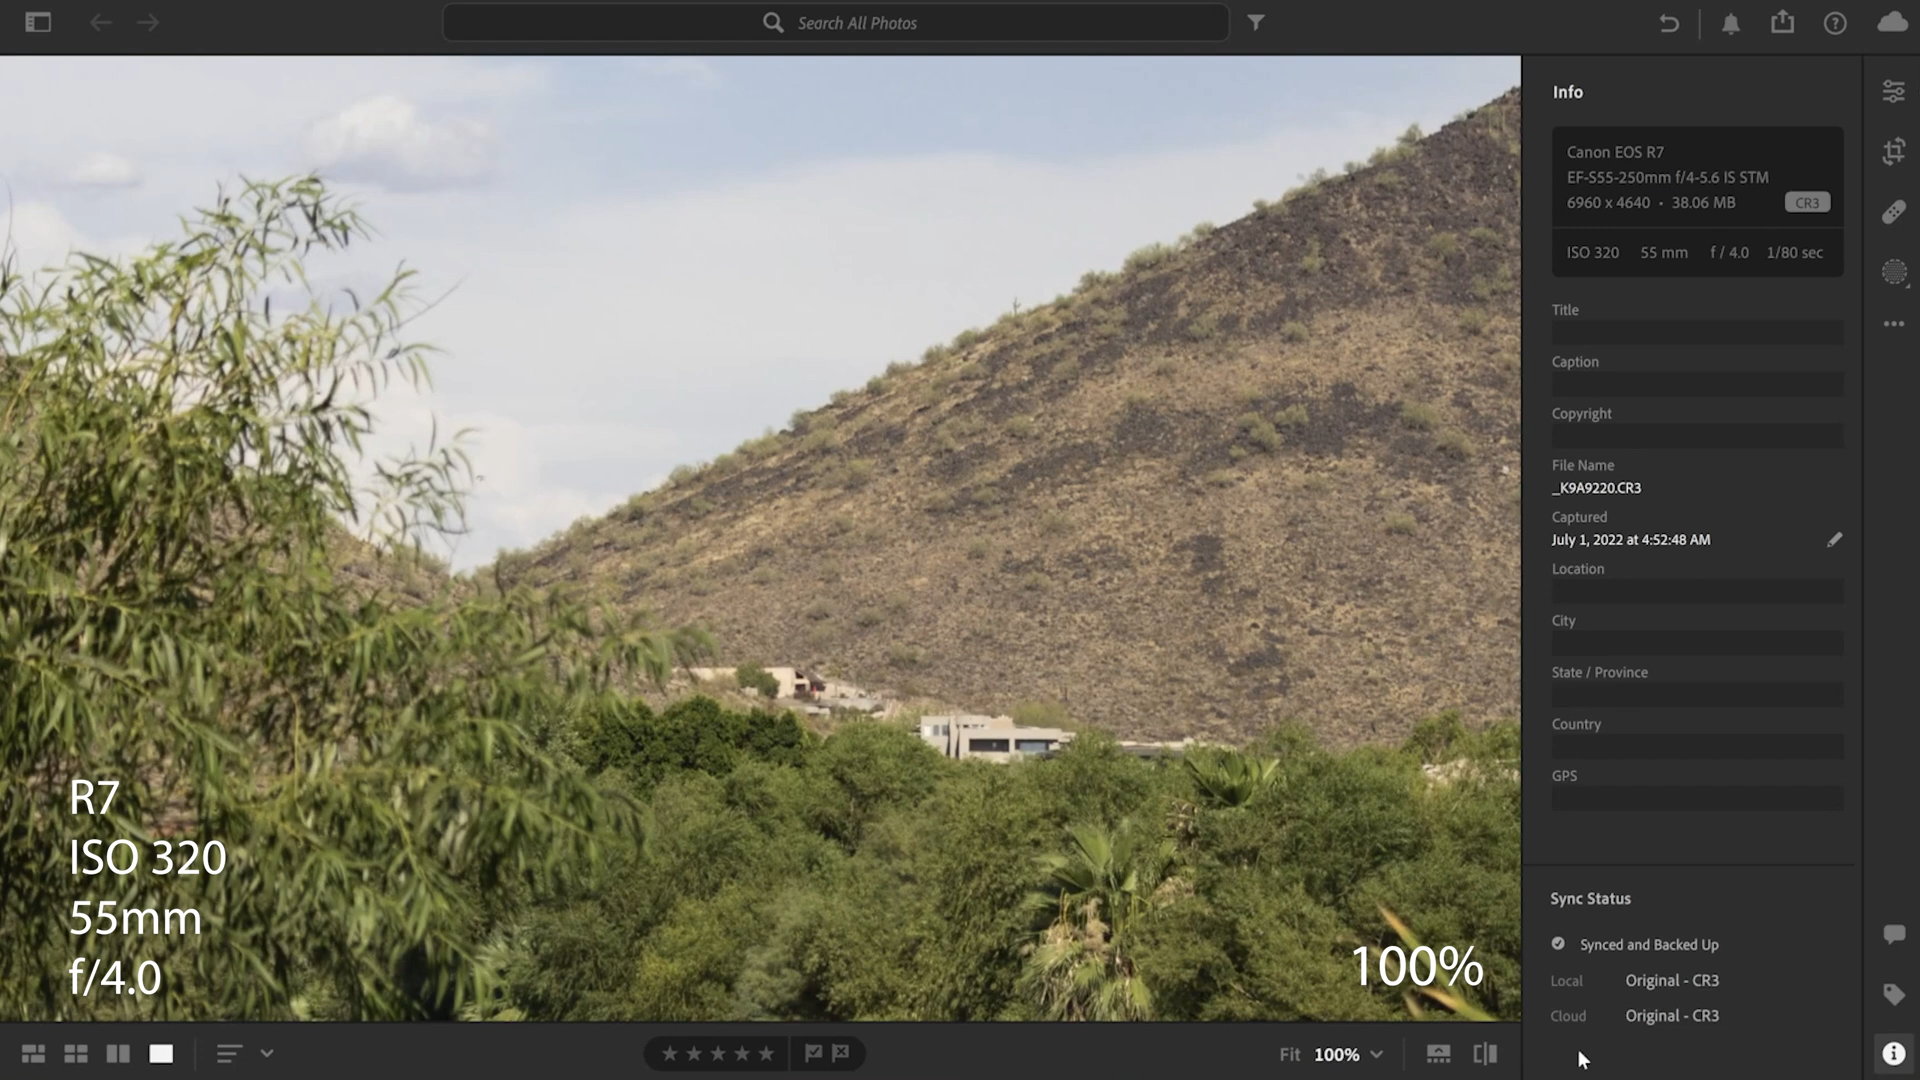 Search All Photos
Info
Canon EOS R7
EF-S55-250mm f/4-5.6 IS STM
6960 x 4640 • 38.06 MB CR3
ISO 320 55 mm f / 4.0 1/80 sec
Title
Caption
Copyright
File Name
_K9A9220.CR3
Captured
July 1, 2022 at 4:52:48 AM
Location
City
State / Province
Country
GPS
R7
ISO 320
55mm
f/4.0
100%
Sync Status
Synced and Backed Up
Local Original - CR3
Cloud Original - CR3
Fit 100%